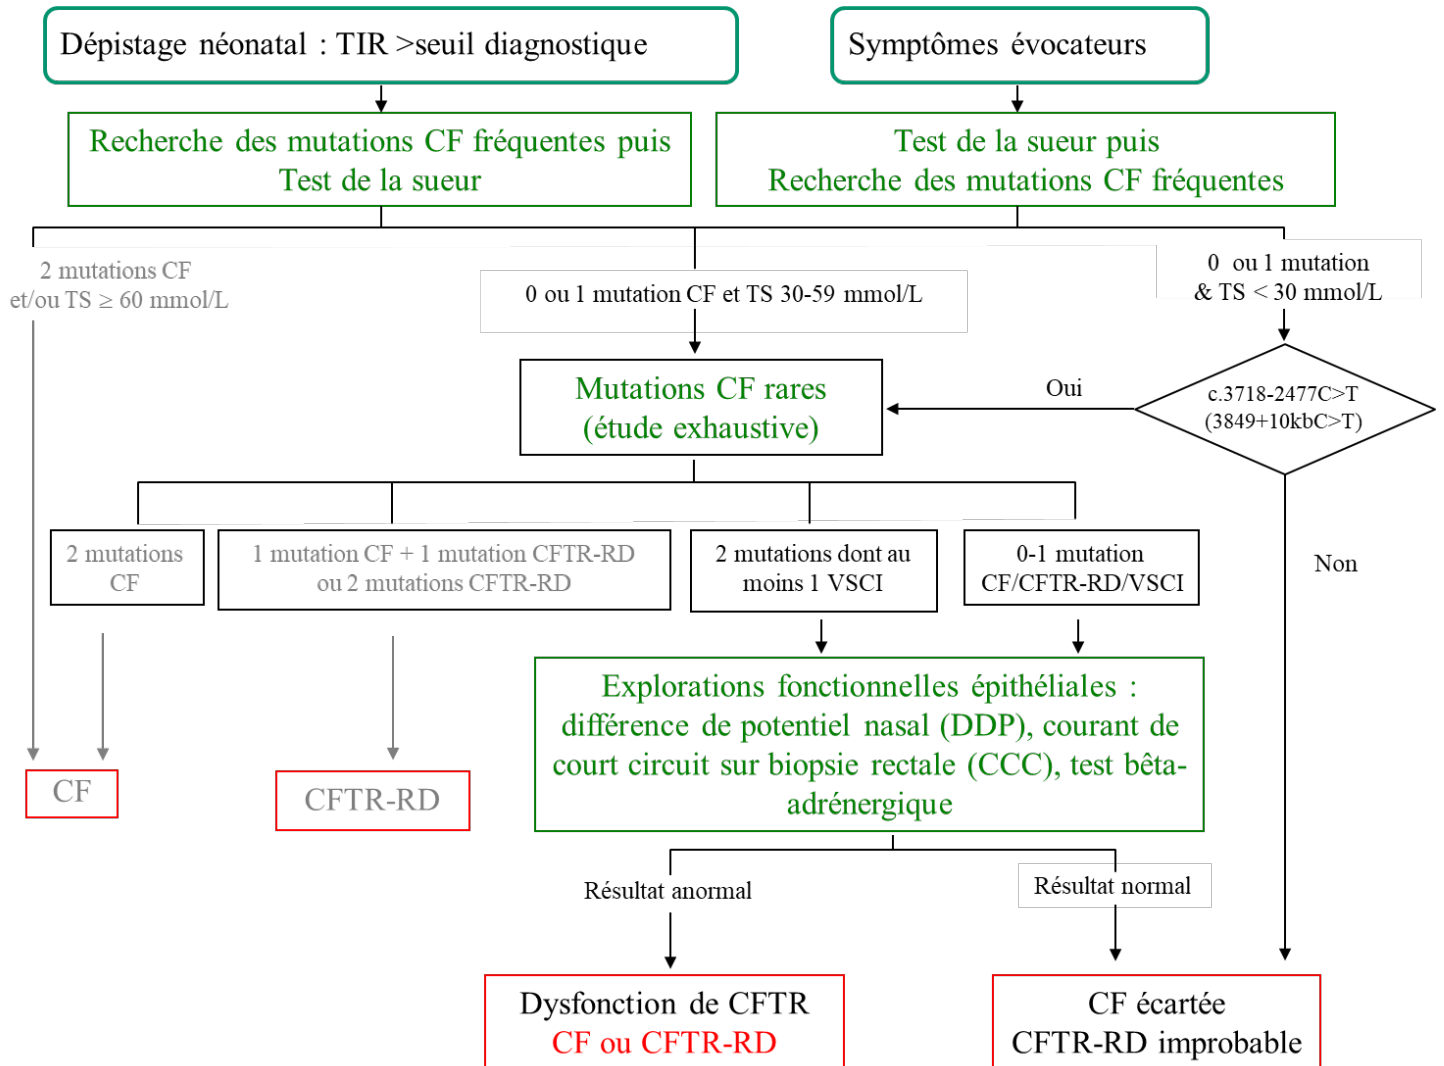 Dépistage néonatal : TIR >seuil diagnostique
Symptômes évocateurs
Recherche des mutations CF fréquentes puis
Test de la sueur
Test de la sueur puis
Recherche des mutations CF fréquentes
2 mutations CF
et/ou TS ≥ 60 mmol/L
0 ou 1 mutation CF et TS 30-59 mmol/L
0 ou 1 mutation
& TS < 30 mmol/L
Mutations CF rares
(étude exhaustive)
Oui
c.3718-2477C>T
(3849+10kbC>T)
2 mutations
CF
1 mutation CF + 1 mutation CFTR-RD
ou 2 mutations CFTR-RD
2 mutations dont au
moins 1 VSCI
0-1 mutation
CF/CFTR-RD/VSCI
Non
Explorations fonctionnelles épithéliales :
différence de potentiel nasal (DDP), courant de
court circuit sur biopsie rectale (CCC), test bêta-
adrénergique
CF
CFTR-RD
Résultat anormal
Résultat normal
Dysfonction de CFTR
CF ou CFTR-RD
CF écartée
CFTR-RD improbable